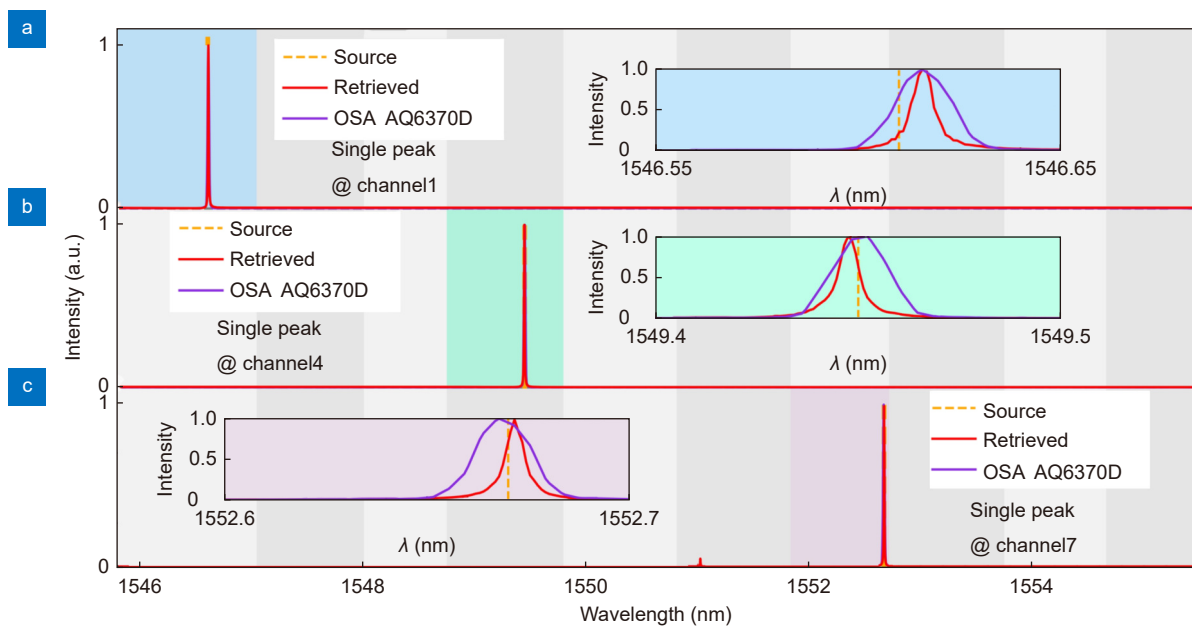 a
1
0
Source
Retrieved
OSA AQ6370D
Single peak
@ channel1
Intensity
1.0
0.5
0
1546.55
1546.65
λ (nm)
b
1
0
Source
Retrieved
OSA AQ6370D
Single peak
@ channel4
Intensity
1.0
0.5
0
1549.4
1549.5
λ (nm)
Intensity (a.u.)
c
1
0
Intensity
1.0
0.5
0
1552.6
1552.7
λ (nm)
Source
Retrieved
OSA AQ6370D
Single peak
@ channel7
1546
1548
1550
1552
1554
Wavelength (nm)